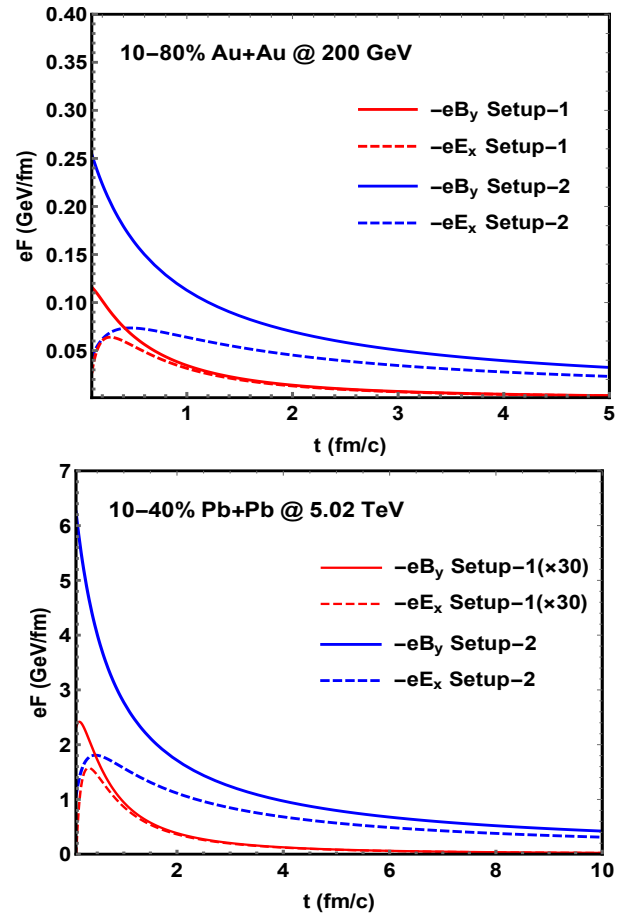 0.40
10−80% Au+Au @ 200 GeV
0.35
0.30
−eBy Setup−1
−eEx Setup−1
0.25
−eBy Setup−2
0.20
−eEx Setup−2
0.15
0.10
0.05
eF (GeV/fm)
1 2 3 4 5
t (fm/c)
7
10−40% Pb+Pb @ 5.02 TeV
6
−eBy Setup−1(×30)
5
−eEx Setup−1(×30)
4
−eBy Setup−2
3
−eEx Setup−2
2
1
0
eF (GeV/fm)
2 4 6 8 10
t (fm/c)